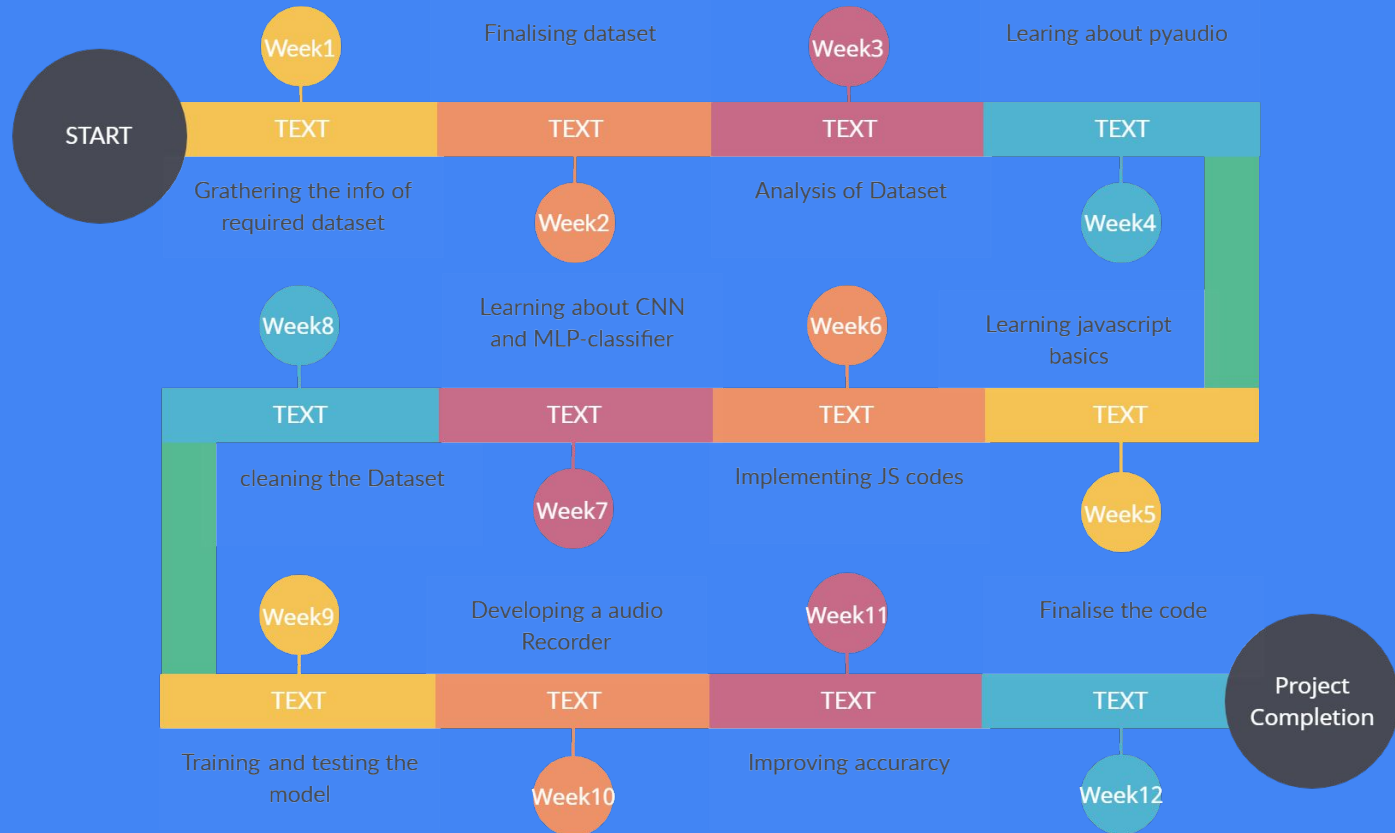 Week1
Finalising dataset
Week3
Learing about pyaudio
START
TEXT
TEXT
TEXT
TEXT
Grathering the info of
required dataset
Week2
Analysis of Dataset
Week4
Week8
Learning about CNN
and MLP-classifier
Week6
Learning javascript
basics
TEXT
TEXT
TEXT
TEXT
cleaning the Dataset
Week7
Implementing JS codes
Week5
Week9
Developing a audio
Recorder
Week11
Finalise the code
TEXT
TEXT
TEXT
TEXT
Project
Completion
Training and testing the
model
Week10
Improving accurarcy
Week12